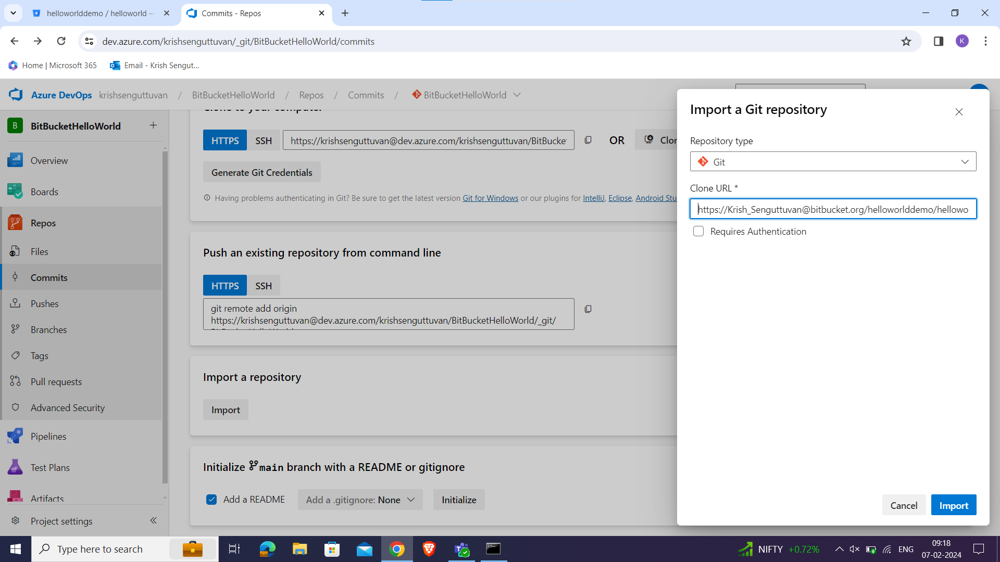 helloworlddemo / helloworld —
Commits - Repos
dev.azure.com/krishsenguttuvan/_git/BitBucketHelloWorld/commits
K
Home | Microsoft 365
Email - Krish Sengut...
Azure DevOps krishsenguttuvan / BitBucketHelloWorld / Repos / Commits / BitBucketHelloWorld
B BitBucketHelloWorld
Overview
Boards
Repos
Files
Commits
Pushes
Branches
Tags
Pull requests
Advanced Security
Pipelines
Test Plans
Artifacts
Project settings
Clone to your computer
HTTPS SSH https://krishsenguttuvan@dev.azure.com/krishsenguttuvan/BitBucke OR Clon
Generate Git Credentials
Having problems authenticating in Git? Be sure to get the latest version Git for Windows or our plugins for IntelliJ, Eclipse, Android Stu
Push an existing repository from command line
HTTPS SSH
git remote add origin
https://krishsenguttuvan@dev.azure.com/krishsenguttuvan/BitBucketHelloWorld/_git/
Import a repository
Import
Initialize main branch with a README or gitignore
Add a README Add a .gitignore: None Initialize
Import a Git repository
Repository type
Git
Clone URL *
https://Krish_Senguttuvan@bitbucket.org/helloworlddemo/hellowo
Requires Authentication
Cancel Import
Type here to search
NIFTY +0.72%
ENG
09:18
07-02-2024